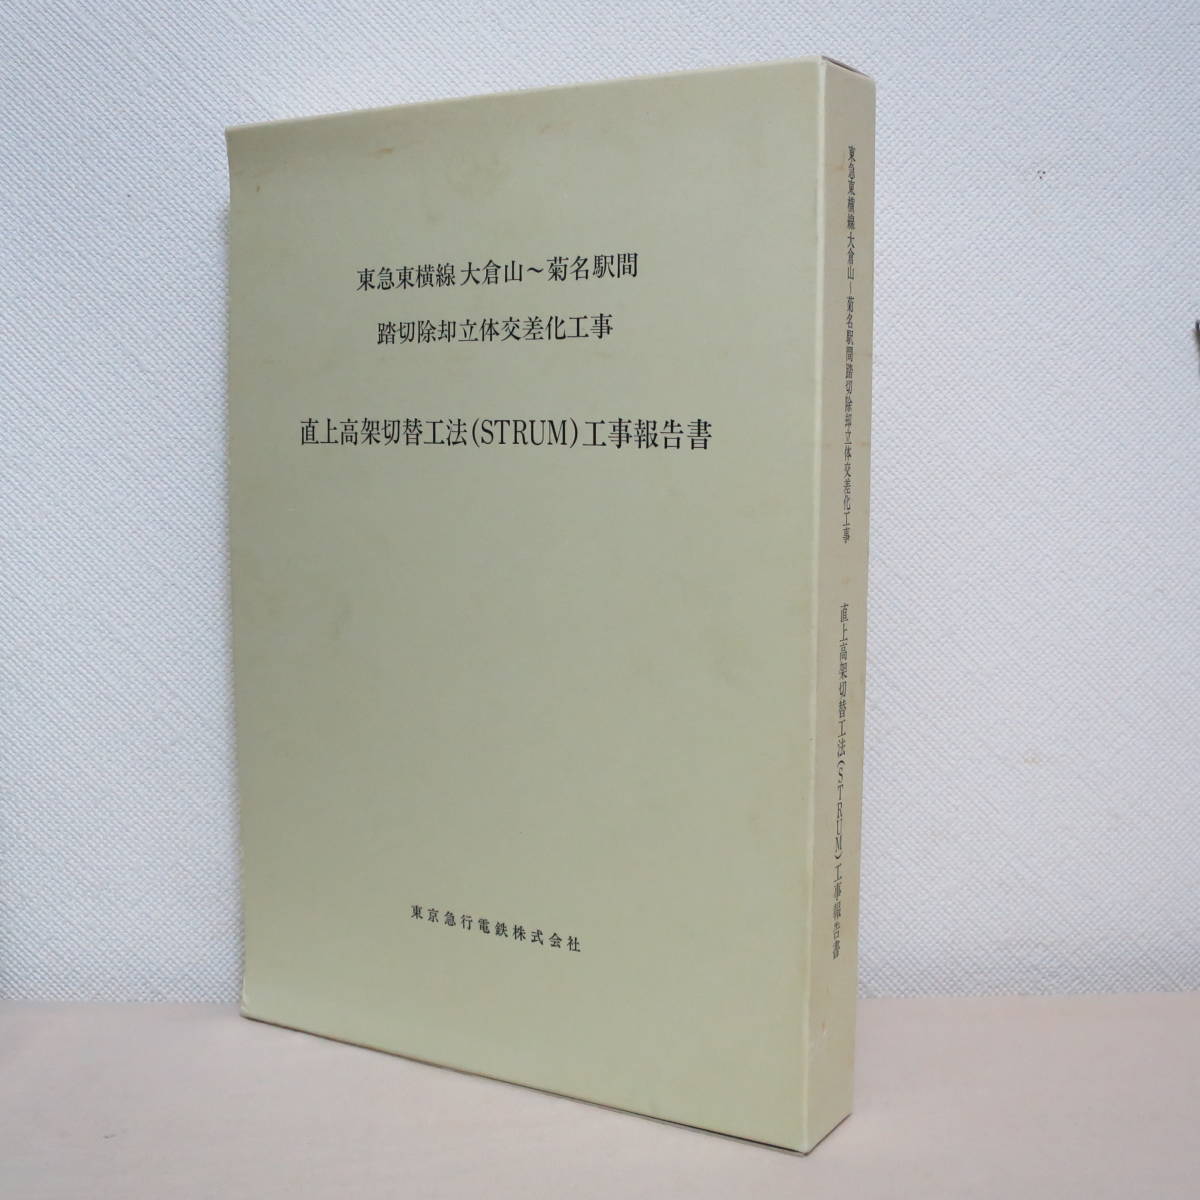 東急東横線 大倉山～菊名駅間
踏切除却立体交差化工事
直上高架切替工法(STRUM)工事報告書
東京急行電鉄株式会社
東急東横線大倉山～菊名駅間踏切除却立体交差化工事 直上高架切替工法(STRUM)工事報告書